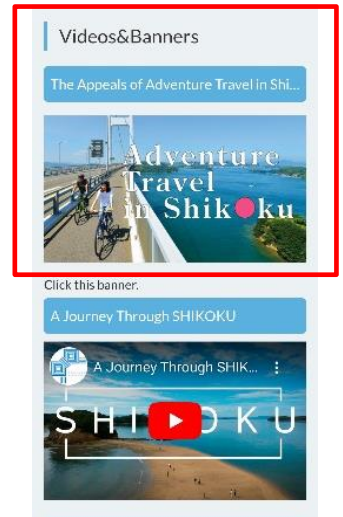 Videos&Banners
The Appeals of Adventure Travel in Shi...
Adventure
Travel
in Shikoku
Click this banner.
A Journey Through SHIKOKU
A Journey Through SHIK...
SHIKOKU